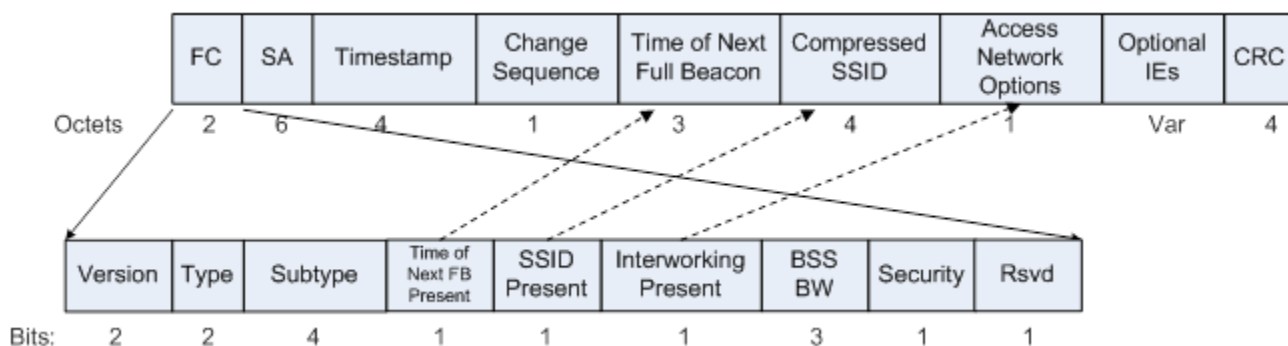 FC SA Timestamp Change Sequence Time of Next Full Beacon Compressed SSID Access Network Options Optional IEs CRC
Octets 2 6 4 1 3 4 1 Var 4
Version Type Subtype Time of Next FB Present SSID Present Interworking Present BSS BW Security Rsvd
Bits: 2 2 4 1 1 1 3 1 1